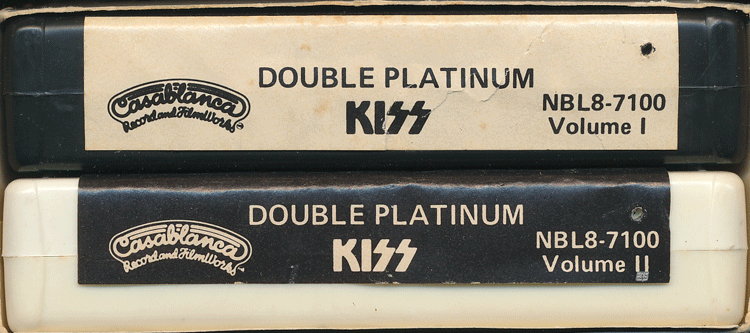 Casablanca
Record and FilmWorks
DOUBLE PLATINUM
KISS
NBL8-7100
Volume I
Casablanca
Record and FilmWorks
DOUBLE PLATINUM
KISS
NBL8-7100
Volume II